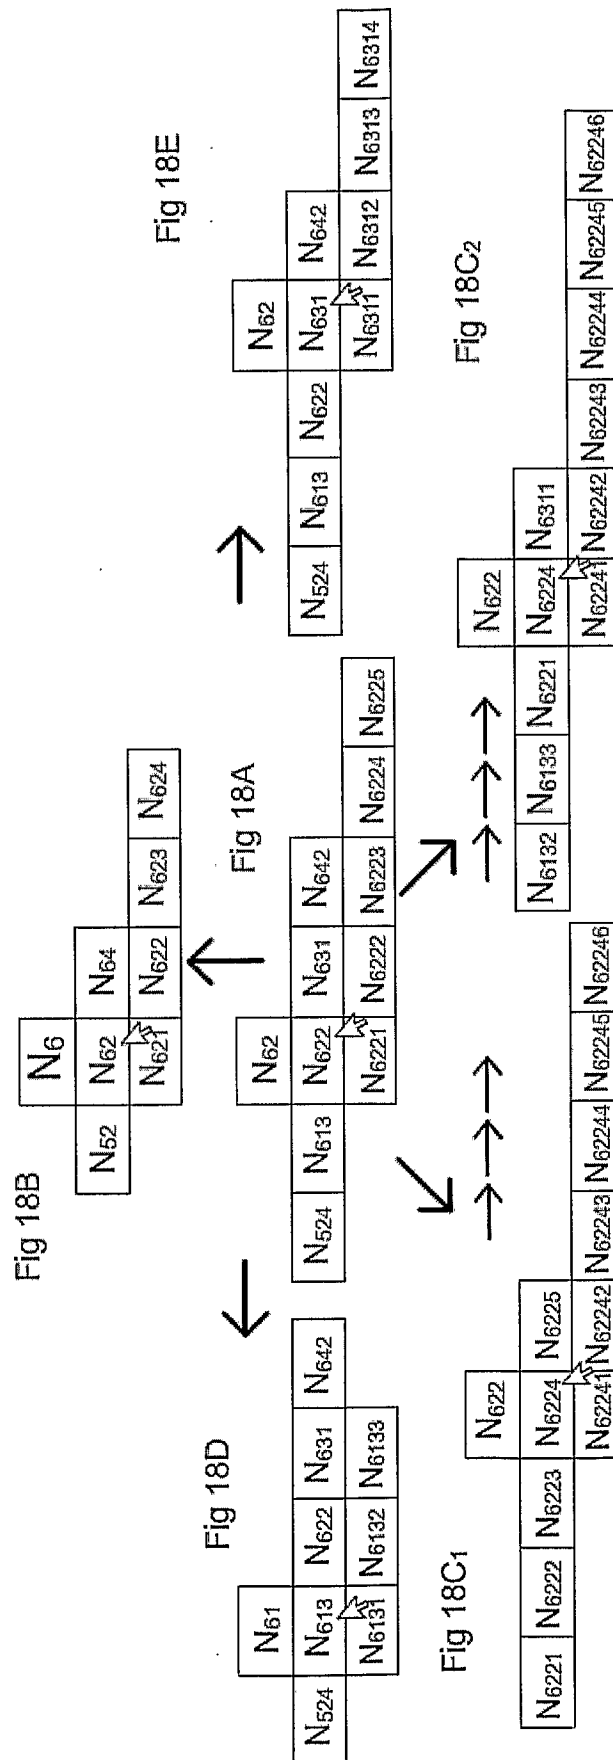 Fig 18B
N6
N52 N62 N64
N621 N622 N623 N624
Fig 18E
N62
N524 N613 N622 N631 N642
N6311 N6312 N6313 N6314
Fig 18D
N61
N524 N613 N622 N631 N642
N6131 N6132 N6133
Fig 18A
N62
N524 N613 N622 N631 N642
N6221 N6222 N6223 N6224 N6225
Fig 18C1
N622
N6221 N6222 N6223 N6224 N6225
N62241 N62242 N62243 N62244 N62245 N62246
Fig 18C2
N622
N6132 N6133 N6221 N6224 N6311
N62241 N62242 N62243 N62244 N62245 N62246